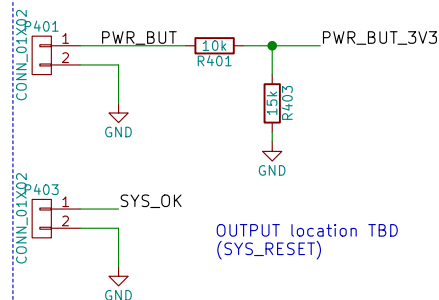 P401
CONN_01X02
1
2
PWR_BUT
10k
R401
PWR_BUT_3V3
15k
R403
GND
GND
P403
CONN_01X02
1
2
SYS_OK
GND
OUTPUT location TBD
(SYS_RESET)